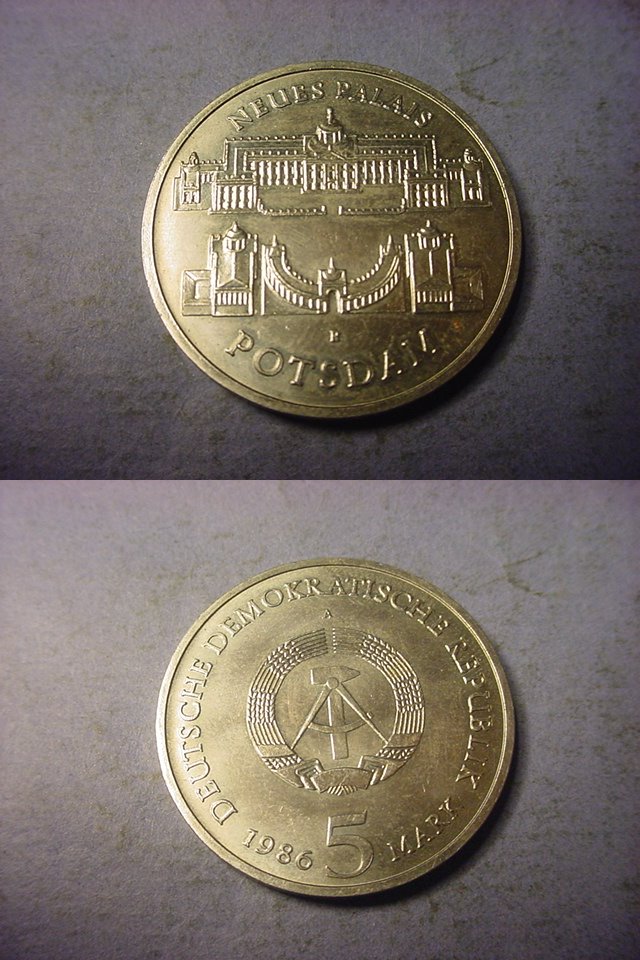 NEUES PALAIS
R
POTSDAM
DEUTSCHE DEMOKRATISCHE REPUBLIK
A
1986 5 MARK